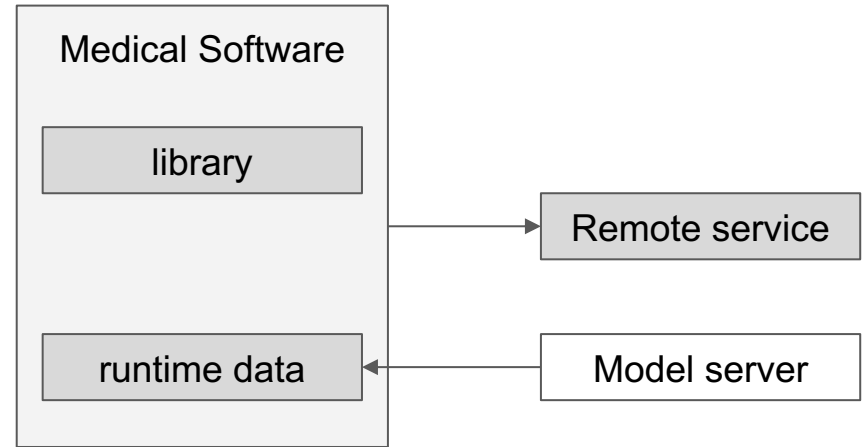 Medical Software
library
Remote service
runtime data
Model server